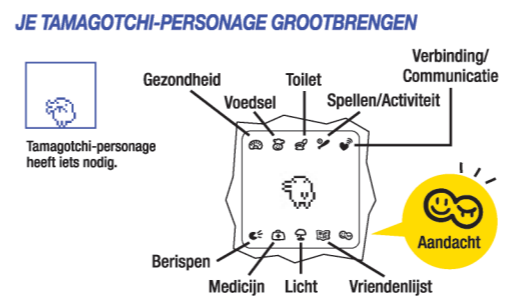 JE TAMAGOTCHI-PERSONAGE GROOTBRENGEN
Verbinding/
Communicatie
Gezondheid
Toilet
Voedsel
Spellen/Activiteit
Tamagotchi-personage
heeft iets nodig.
Aandacht
Berispen
Medicijn
Licht
Vriendenlijst